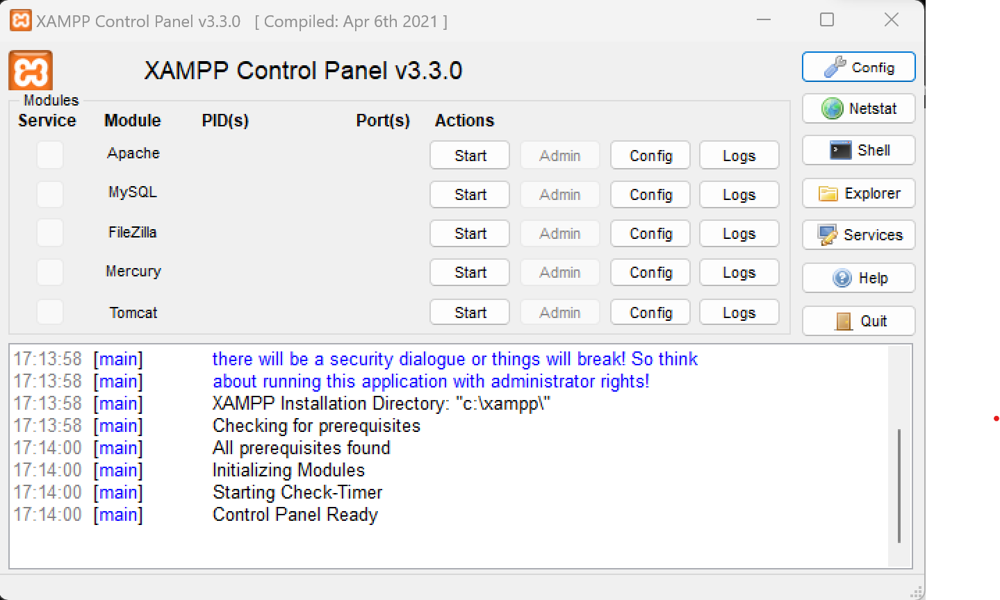 XAMPP Control Panel v3.3.0 [ Compiled: Apr 6th 2021 ]
XAMPP Control Panel v3.3.0
Config
Modules
Netstat
Service Module PID(s) Port(s) Actions
Apache Start Admin Config Logs
Shell
MySQL Start Admin Config Logs
Explorer
FileZilla Start Admin Config Logs
Services
Mercury Start Admin Config Logs
Help
Tomcat Start Admin Config Logs
Quit
17:13:58 [main] there will be a security dialogue or things will break! So think
17:13:58 [main] about running this application with administrator rights!
17:13:58 [main] XAMPP Installation Directory: "c:\xampp\"
17:13:58 [main] Checking for prerequisites
17:14:00 [main] All prerequisites found
17:14:00 [main] Initializing Modules
17:14:00 [main] Starting Check-Timer
17:14:00 [main] Control Panel Ready